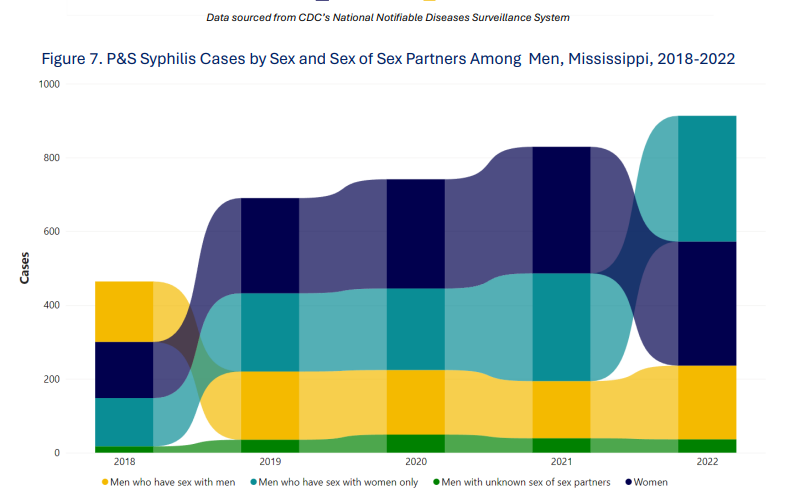 Data sourced from CDC's National Notifiable Diseases Surveillance System
Figure 7. P&S Syphilis Cases by Sex and Sex of Sex Partners Among Men, Mississippi, 2018-2022
1000
800
600
400
200
0
Cases
2018 2019 2020 2021 2022
Men who have sex with men Men who have sex with women only Men with unknown sex of sex partners Women